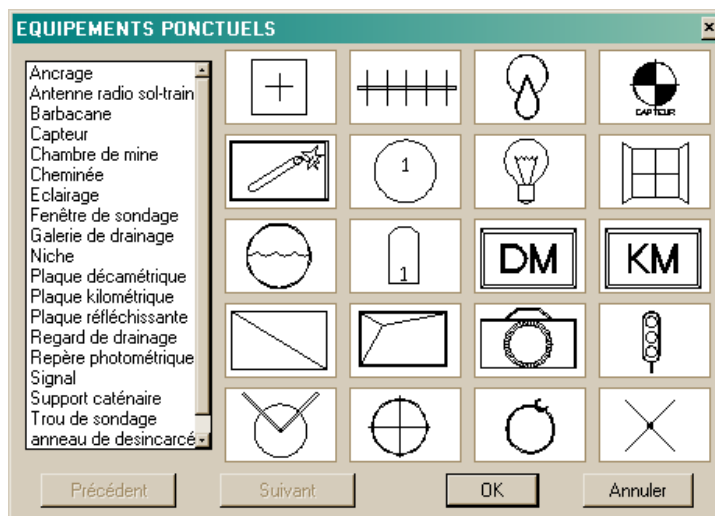 EQUIPEMENTS PONCTUELS
Ancrage
Antenne radio sol-train
Barbacane
Capteur
Chambre de mine
Cheminée
Eclairage
Fenêtre de sondage
Galerie de drainage
Niche
Plaque décamétrique
Plaque kilométrique
Plaque réfléchissante
Regard de drainage
Repère photométrique
Signal
Support caténaire
Trou de sondage
anneau de desincarcé
CAPTEUR
1
1
DM
KM
Précédent
Suivant
OK
Annuler